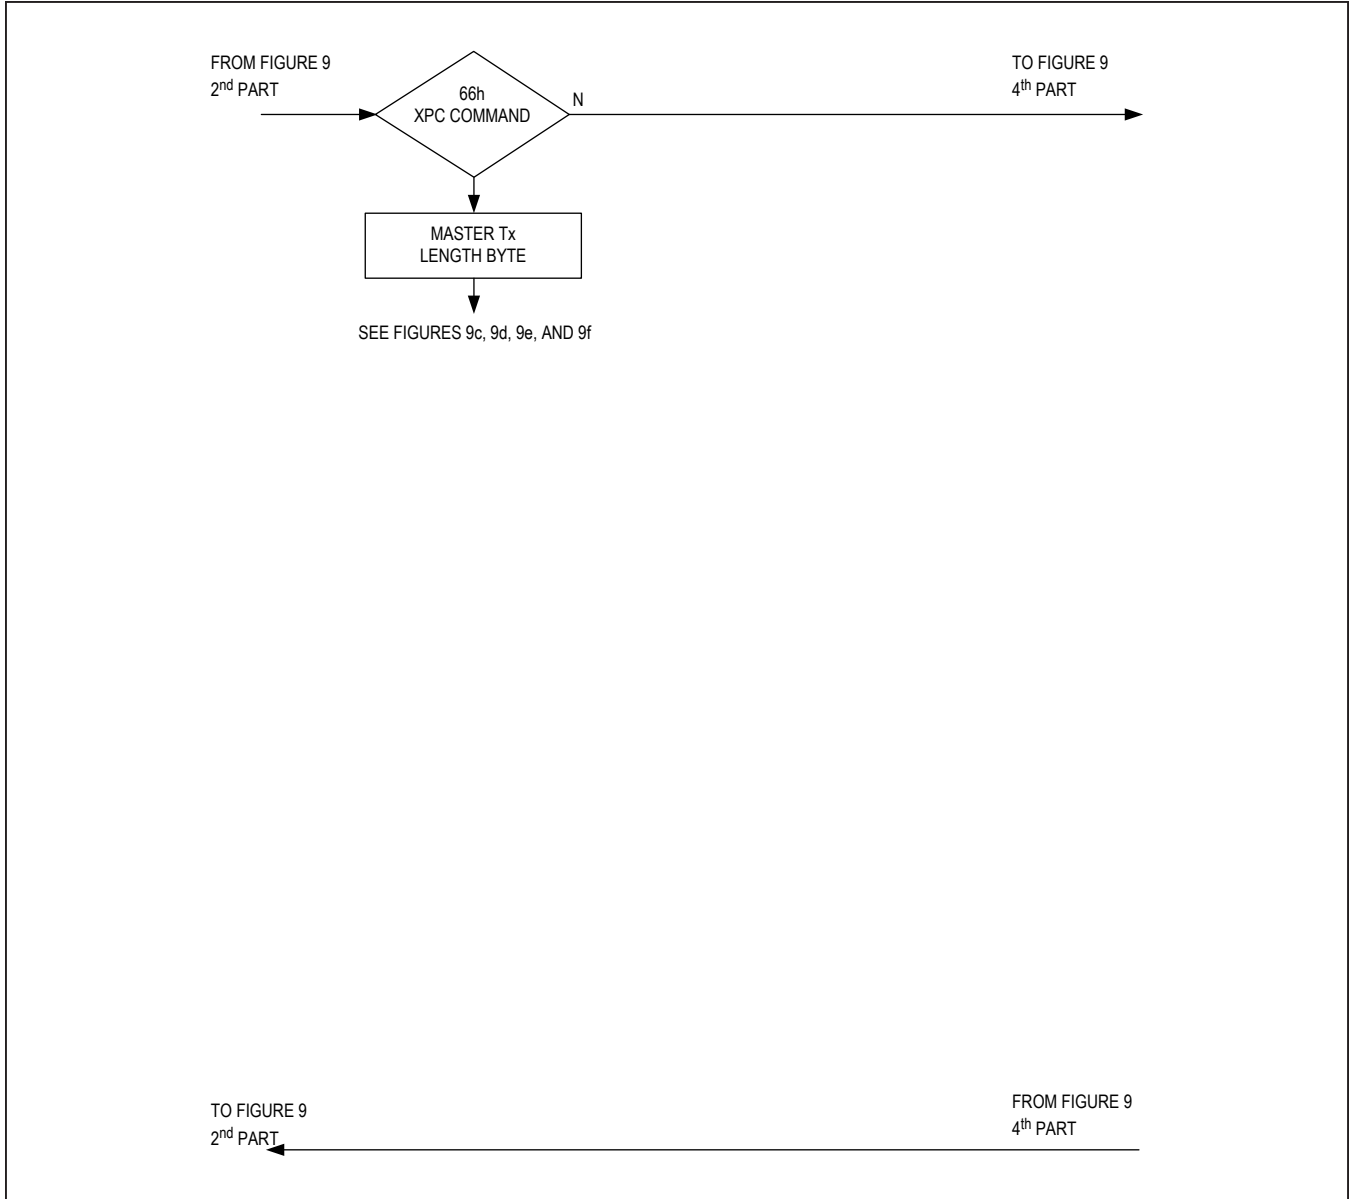 FROM FIGURE 9
2nd PART
66h
XPC COMMAND
N
TO FIGURE 9
4th PART
MASTER Tx
LENGTH BYTE
SEE FIGURES 9c, 9d, 9e, AND 9f
TO FIGURE 9
2nd PART
FROM FIGURE 9
4th PART